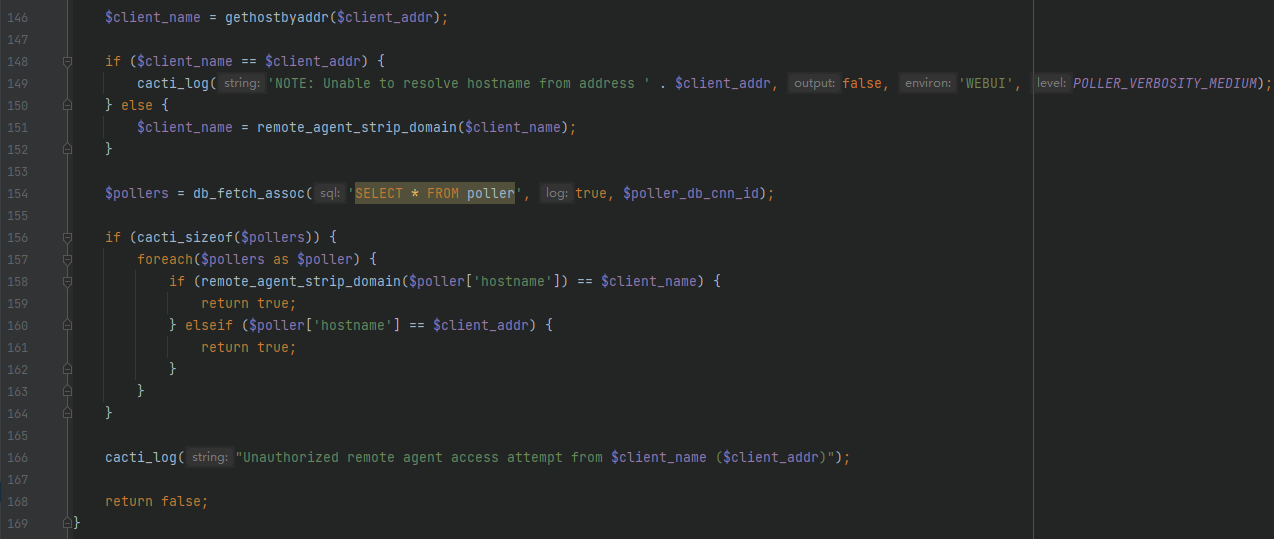 146 $client_name = gethostbyaddr($client_addr);
147
148 if ($client_name == $client_addr) {
149 cacti_log( string: 'NOTE: Unable to resolve hostname from address ' . $client_addr, output: false, environ: 'WEBUI', level: POLLER_VERBOSITY_MEDIUM);
150 } else {
151 $client_name = remote_agent_strip_domain($client_name);
152 }
153
154 $pollers = db_fetch_assoc( sql: 'SELECT * FROM poller', log: true, $poller_db_cnn_id);
155
156 if (cacti_sizeof($pollers)) {
157 foreach($pollers as $poller) {
158 if (remote_agent_strip_domain($poller['hostname']) == $client_name) {
159 return true;
160 } elseif ($poller['hostname'] == $client_addr) {
161 return true;
162 }
163 }
164 }
165
166 cacti_log( string: "Unauthorized remote agent access attempt from $client_name ($client_addr)");
167
168 return false;
169 }